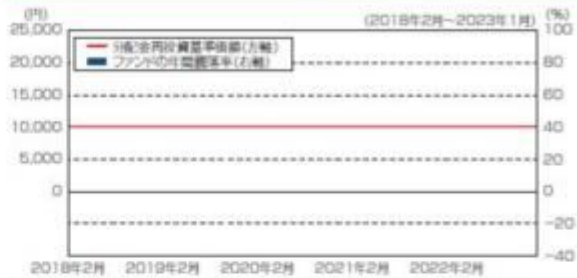 (円)
(2018年2月～2023年1月)
(%)
25,000
100
分配金再投資基準価額(左軸)
ファンドの年間騰落率(右軸)
20,000
80
15,000
60
10,000
40
5,000
20
0
0
-20
-40
2018年2月
2019年2月
2020年2月
2021年2月
2022年2月